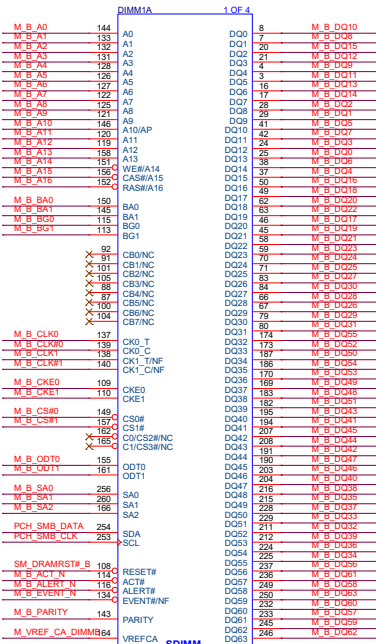 DIMM1A 1 OF 4
M_B_A0 144 A0
M_B_A1 133 A1
M_B_A2 132 A2
M_B_A3 131 A3
M_B_A4 128 A4
M_B_A5 126 A5
M_B_A6 127 A6
M_B_A7 122 A7
M_B_A8 125 A8
M_B_A9 121 A9
M_B_A10 146 A10/AP
M_B_A11 120 A11
M_B_A12 119 A12
M_B_A13 158 A13
M_B_A14 151 WE#/A14
M_B_A15 156 CAS#/A15
M_B_A16 152 RAS#/A16
M_B_BA0 150 BA0
M_B_BA1 145 BA1
M_B_BG0 115 BG0
M_B_BG1 113 BG1
92 CB0/NC
91 CB1/NC
101 CB2/NC
105 CB3/NC
88 CB4/NC
87 CB5/NC
100 CB6/NC
104 CB7/NC
M_B_CLK0 137 CK0_T
M_B_CLK#0 139 CK0_C
M_B_CLK1 138 CK1_T/NF
M_B_CLK#1 140 CK1_C/NF
M_B_CKE0 109 CKE0
M_B_CKE1 110 CKE1
M_B_CS#0 149 CS0#
M_B_CS#1 157 CS1#
162 C0/CS2#/NC
165 C1/CS3#/NC
M_B_ODT0 155 ODT0
M_B_ODT1 161 ODT1
M_B_SA0 256 SA0
M_B_SA1 260 SA1
M_B_SA2 166 SA2
PCH_SMB_DATA 254 SDA
PCH_SMB_CLK 253 SCL
SM_DRAMRST#_B 108 RESET#
M_B_ACT_N 114 ACT#
M_B_ALERT_N 116 ALERT#
M_B_EVENT_N 134 EVENT#/NF
M_B_PARITY 143 PARITY
M_VREF_CA_DIMMB 164 VREFCA
SDIMM
DQ0 8 M_B_DQ10
DQ1 7 M_B_DQ8
DQ2 20 M_B_DQ15
DQ3 21 M_B_DQ12
DQ4 4 M_B_DQ9
DQ5 3 M_B_DQ11
DQ6 16 M_B_DQ13
DQ7 17 M_B_DQ14
DQ8 28 M_B_DQ2
DQ9 29 M_B_DQ1
DQ10 41 M_B_DQ5
DQ11 42 M_B_DQ7
DQ12 24 M_B_DQ3
DQ13 25 M_B_DQ0
DQ14 38 M_B_DQ6
DQ15 37 M_B_DQ4
DQ16 50 M_B_DQ16
DQ17 49 M_B_DQ18
DQ18 62 M_B_DQ20
DQ19 63 M_B_DQ22
DQ20 46 M_B_DQ17
DQ21 45 M_B_DQ19
DQ22 58 M_B_DQ21
DQ23 59 M_B_DQ23
DQ24 70 M_B_DQ24
DQ25 71 M_B_DQ25
DQ26 83 M_B_DQ27
DQ27 84 M_B_DQ30
DQ28 66 M_B_DQ28
DQ29 67 M_B_DQ26
DQ30 79 M_B_DQ29
DQ31 80 M_B_DQ31
DQ32 174 M_B_DQ55
DQ33 173 M_B_DQ52
DQ34 187 M_B_DQ50
DQ35 186 M_B_DQ54
DQ36 170 M_B_DQ53
DQ37 169 M_B_DQ49
DQ38 183 M_B_DQ48
DQ39 182 M_B_DQ51
DQ40 195 M_B_DQ43
DQ41 194 M_B_DQ41
DQ42 207 M_B_DQ45
DQ43 208 M_B_DQ42
DQ44 191 M_B_DQ44
DQ45 190 M_B_DQ47
DQ46 203 M_B_DQ46
DQ47 204 M_B_DQ40
DQ48 216 M_B_DQ38
DQ49 215 M_B_DQ35
DQ50 228 M_B_DQ37
DQ51 229 M_B_DQ33
DQ52 211 M_B_DQ32
DQ53 212 M_B_DQ39
DQ54 224 M_B_DQ34
DQ55 225 M_B_DQ36
DQ56 237 M_B_DQ56
DQ57 236 M_B_DQ61
DQ58 249 M_B_DQ58
DQ59 250 M_B_DQ63
DQ60 232 M_B_DQ60
DQ61 233 M_B_DQ57
DQ62 245 M_B_DQ59
DQ63 246 M_B_DQ62